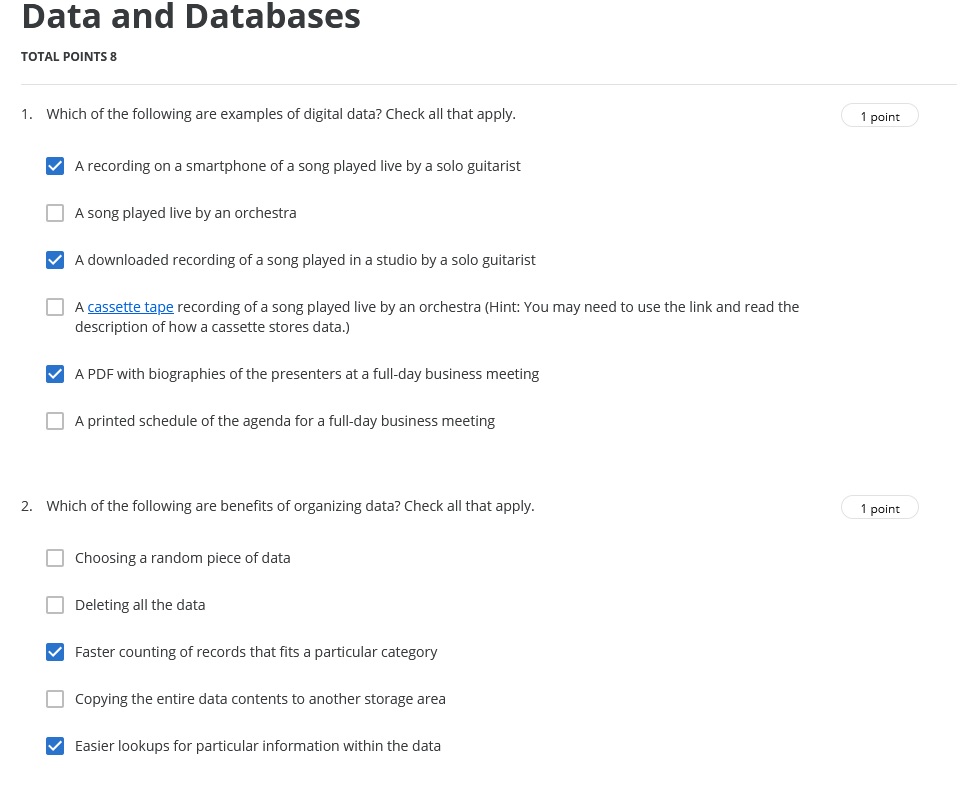 Data and Databases
TOTAL POINTS 8
1. Which of the following are examples of digital data? Check all that apply.
1 point
A recording on a smartphone of a song played live by a solo guitarist
A song played live by an orchestra
A downloaded recording of a song played in a studio by a solo guitarist
A cassette tape recording of a song played live by an orchestra (Hint: You may need to use the link and read the
description of how a cassette stores data.)
A PDF with biographies of the presenters at a full-day business meeting
A printed schedule of the agenda for a full-day business meeting
2. Which of the following are benefits of organizing data? Check all that apply.
1 point
Choosing a random piece of data
Deleting all the data
Faster counting of records that fits a particular category
Copying the entire data contents to another storage area
Easier lookups for particular information within the data